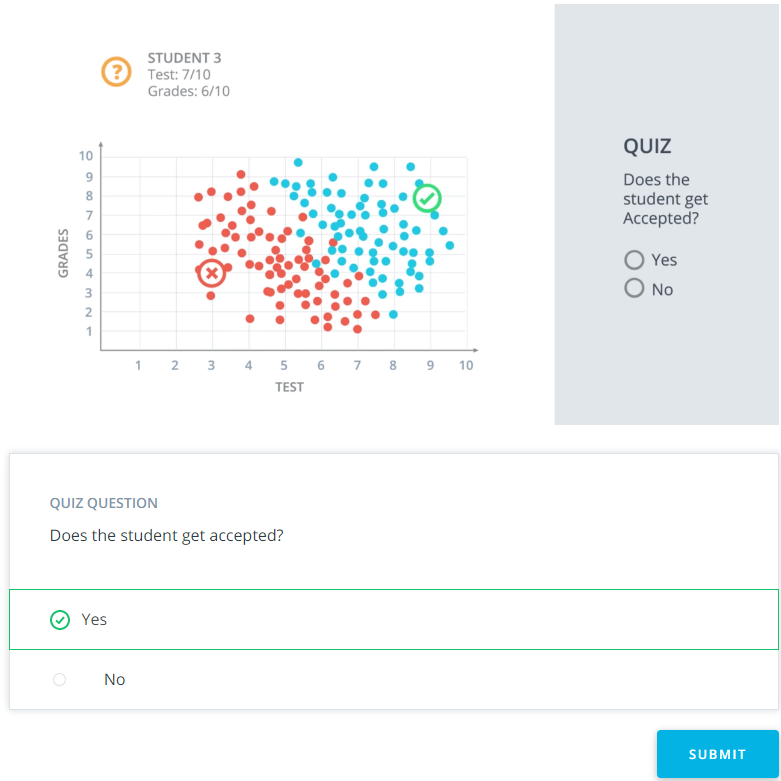 ?
STUDENT 3
Test: 7/10
Grades: 6/10
QUIZ
Does the
student get
Accepted?
Yes
No
10
9
8
7
6
5
4
3
2
1
GRADES
1 2 3 4 5 6 7 8 9 10
TEST
QUIZ QUESTION
Does the student get accepted?
Yes
No
SUBMIT